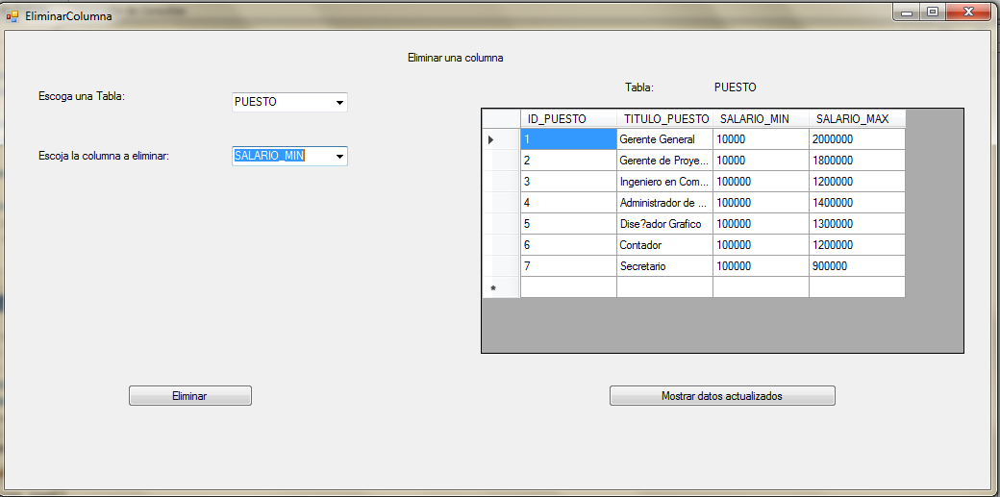 EliminarColumna
Eliminar una columna
Escoga una Tabla:
PUESTO
Escoja la columna a eliminar:
SALARIO_MIN
Eliminar
Tabla: PUESTO
ID_PUESTO TITULO_PUESTO SALARIO_MIN SALARIO_MAX
1 Gerente General 10000 2000000
2 Gerente de Proye... 10000 1800000
3 Ingeniero en Com... 100000 1200000
4 Administrador de ... 100000 1400000
5 Dise?ador Grafico 100000 1300000
6 Contador 100000 1200000
7 Secretario 100000 900000
Mostrar datos actualizados